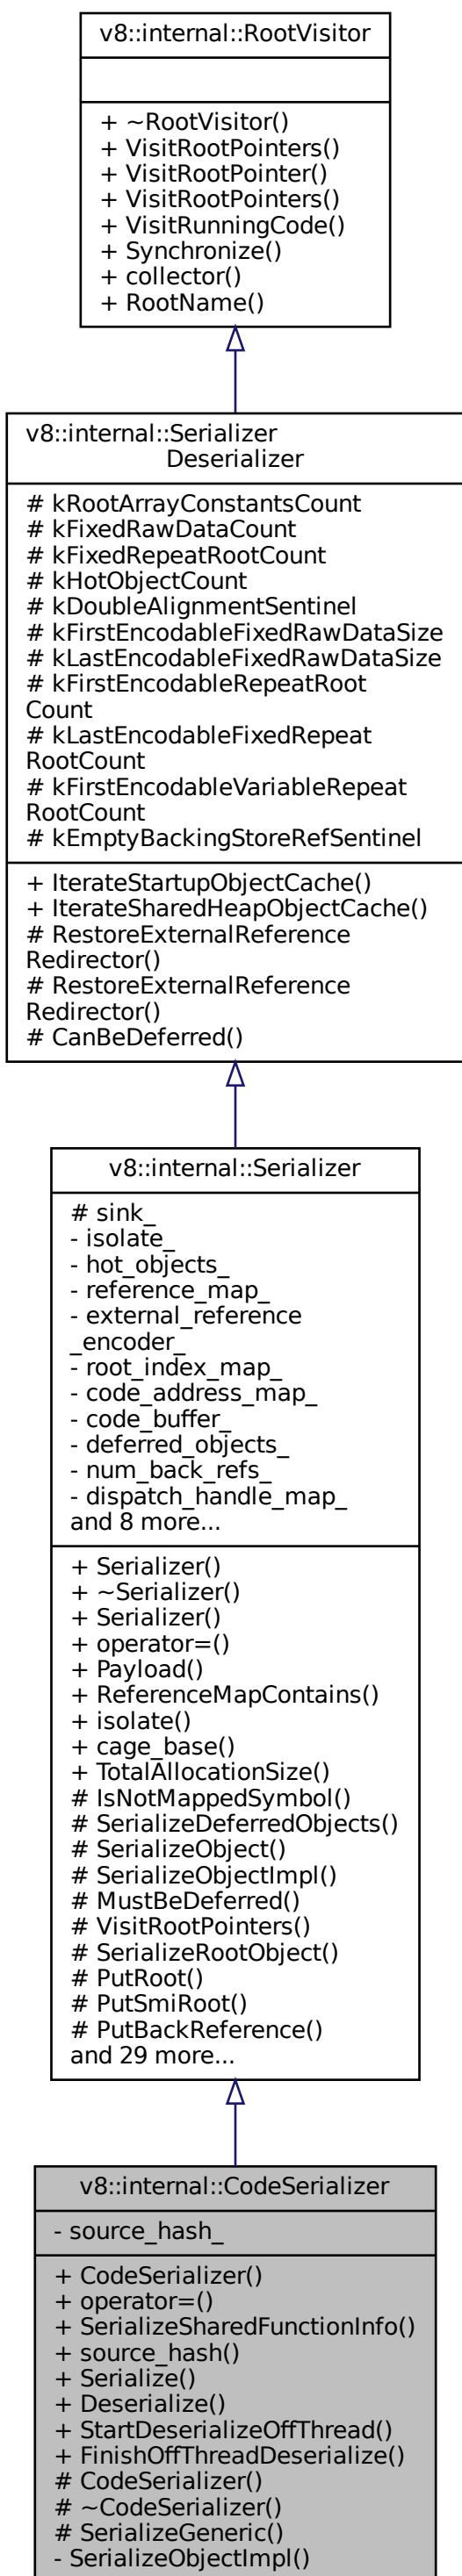 v8::internal::RootVisitor
+ ~RootVisitor()
+ VisitRootPointers()
+ VisitRootPointer()
+ VisitRootPointers()
+ VisitRunningCode()
+ Synchronize()
+ collector()
+ RootName()
v8::internal::Serializer
Deserializer
# kRootArrayConstantsCount
# kFixedRawDataCount
# kFixedRepeatRootCount
# kHotObjectCount
# kDoubleAlignmentSentinel
# kFirstEncodableFixedRawDataSize
# kLastEncodableFixedRawDataSize
# kFirstEncodableRepeatRoot
Count
# kLastEncodableFixedRepeat
RootCount
# kFirstEncodableVariableRepeat
RootCount
# kEmptyBackingStoreRefSentinel
+ IterateStartupObjectCache()
+ IterateSharedHeapObjectCache()
# RestoreExternalReference
Redirector()
# RestoreExternalReference
Redirector()
# CanBeDeferred()
v8::internal::Serializer
# sink_
- isolate_
- hot_objects_
- reference_map_
- external_reference
_encoder_
- root_index_map_
- code_address_map_
- code_buffer_
- deferred_objects_
- num_back_refs_
- dispatch_handle_map_
and 8 more...
+ Serializer()
+ ~Serializer()
+ Serializer()
+ operator=()
+ Payload()
+ ReferenceMapContains()
+ isolate()
+ cage_base()
+ TotalAllocationSize()
# IsNotMappedSymbol()
# SerializeDeferredObjects()
# SerializeObject()
# SerializeObjectImpl()
# MustBeDeferred()
# VisitRootPointers()
# SerializeRootObject()
# PutRoot()
# PutSmiRoot()
# PutBackReference()
and 29 more...
v8::internal::CodeSerializer
- source_hash_
+ CodeSerializer()
+ operator=()
+ SerializeSharedFunctionInfo()
+ source_hash()
+ Serialize()
+ Deserialize()
+ StartDeserializeOffThread()
+ FinishOffThreadDeserialize()
# CodeSerializer()
# ~CodeSerializer()
# SerializeGeneric()
- SerializeObjectImpl()